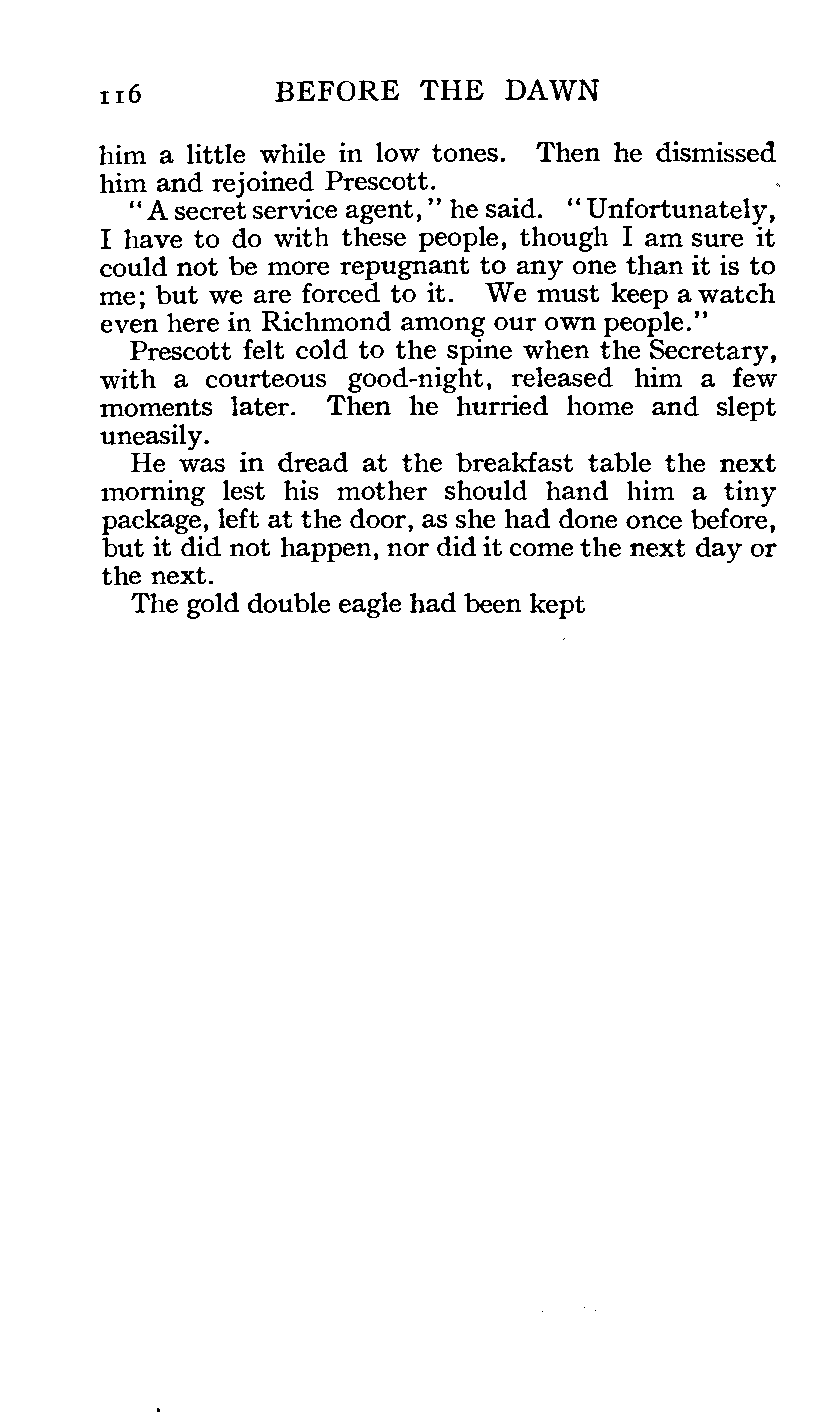 116 BEFORE THE DAWN
him a little while in low tones. Then he dismissed
him and rejoined Prescott.
"A secret service agent," he said. "Unfortunately,
I have to do with these people, though I am sure it
could not be more repugnant to any one than it is to
me; but we are forced to it. We must keep a watch
even here in Richmond among our own people."
Prescott felt cold to the spine when the Secretary,
with a courteous good-night, released him a few
moments later. Then he hurried home and slept
uneasily.
He was in dread at the breakfast table the next
morning lest his mother should hand him a tiny
package, left at the door, as she had done once before,
but it did not happen, nor did it come the next day or
the next.
The gold double eagle had been kept